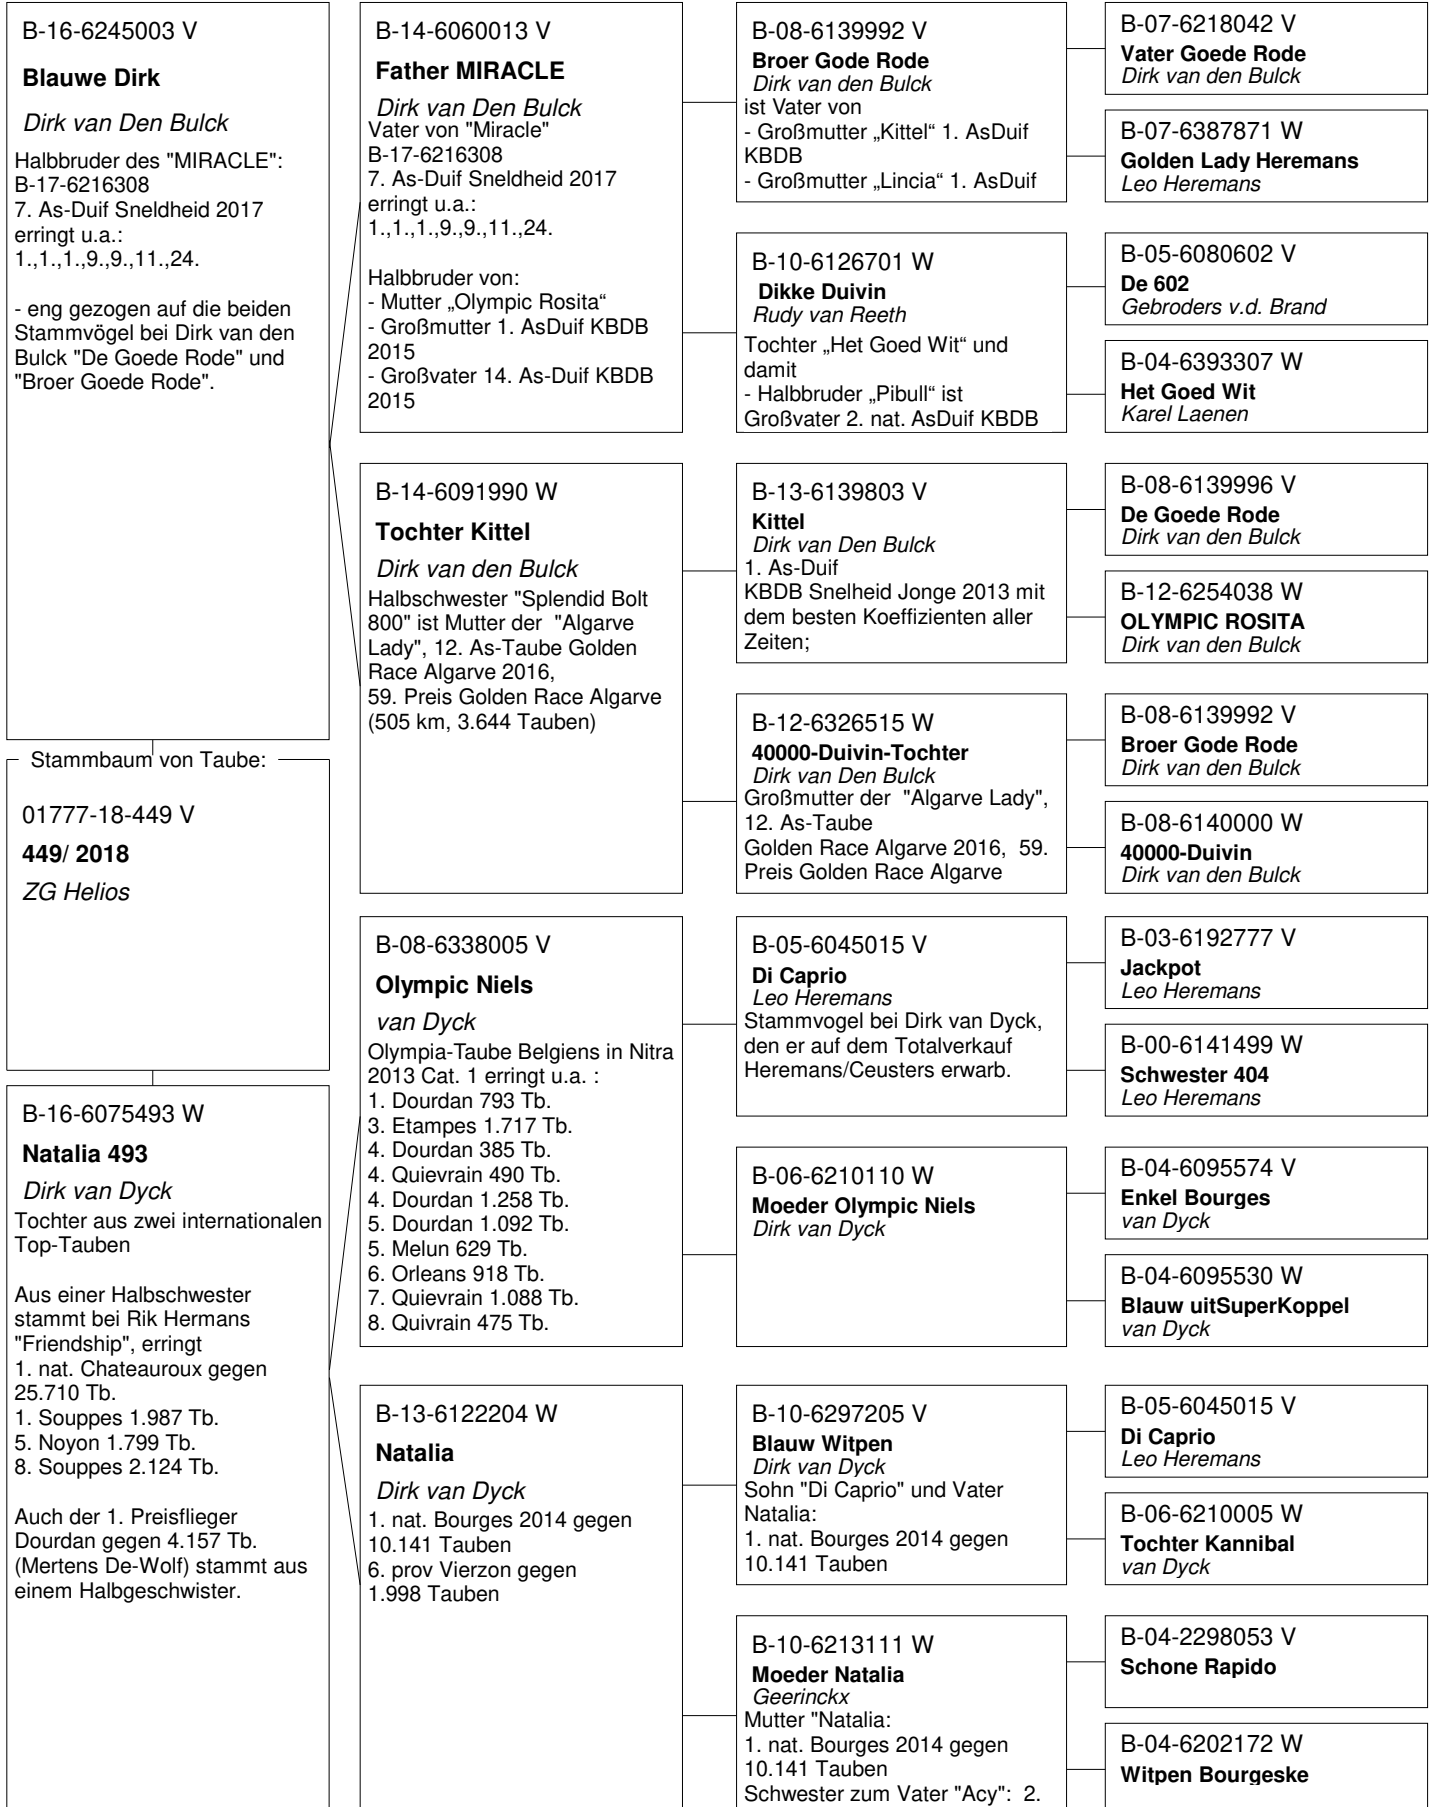 B-16-6245003 V
Blauwe Dirk
Dirk van Den Bulck
Halbbruder des "MIRACLE":
B-17-6216308
7. As-Duif Sneldheid 2017
erringt u.a.:
1.,1.,1.,9.,9.,11.,24.
- eng gezogen auf die beiden
Stammvögel bei Dirk van den
Bulck "De Goede Rode" und
"Broer Goede Rode".
Stammbaum von Taube:
01777-18-449 V
449/ 2018
ZG Helios
B-16-6075493 W
Natalia 493
Dirk van Dyck
Tochter aus zwei internationalen
Top-Tauben
Aus einer Halbschwester
stammt bei Rik Hermans
"Friendship", erringt
1. nat. Chateauroux gegen
25.710 Tb.
1. Souppes 1.987 Tb.
5. Noyon 1.799 Tb.
8. Souppes 2.124 Tb.
Auch der 1. Preisflieger
Dourdan gegen 4.157 Tb.
(Mertens De-Wolf) stammt aus
einem Halbgeschwister.
B-14-6060013 V
Father MIRACLE
Dirk van Den Bulck
Vater von "Miracle"
B-17-6216308
7. As-Duif Sneldheid 2017
erringt u.a.:
1.,1.,1.,9.,9.,11.,24.
Halbbruder von:
- Mutter „Olympic Rosita“
- Großmutter 1. AsDuif KBDB
2015
- Großvater 14. As-Duif KBDB
2015
B-14-6091990 W
Tochter Kittel
Dirk van den Bulck
Halbschwester "Splendid Bolt
800" ist Mutter der  "Algarve
Lady", 12. As-Taube Golden
Race Algarve 2016,
59. Preis Golden Race Algarve
(505 km, 3.644 Tauben)
B-08-6338005 V
Olympic Niels
van Dyck
Olympia-Taube Belgiens in Nitra
2013 Cat. 1 erringt u.a. :
1. Dourdan 793 Tb.
3. Etampes 1.717 Tb.
4. Dourdan 385 Tb.
4. Quievrain 490 Tb.
4. Dourdan 1.258 Tb.
5. Dourdan 1.092 Tb.
5. Melun 629 Tb.
6. Orleans 918 Tb.
7. Quievrain 1.088 Tb.
8. Quivrain 475 Tb.
B-13-6122204 W
Natalia
Dirk van Dyck
1. nat. Bourges 2014 gegen
10.141 Tauben
6. prov Vierzon gegen
1.998 Tauben
B-08-6139992 V
Broer Gode Rode
Dirk van den Bulck
ist Vater von
- Großmutter „Kittel“ 1. AsDuif
KBDB
- Großmutter „Lincia“ 1. AsDuif
B-10-6126701 W
Dikke Duivin
Rudy van Reeth
Tochter „Het Goed Wit“ und
damit
- Halbbruder „Pibull“ ist
Großvater 2. nat. AsDuif KBDB
B-13-6139803 V
Kittel
Dirk van Den Bulck
1. As-Duif
KBDB Snelheid Jonge 2013 mit
dem besten Koeffizienten aller
Zeiten;
B-12-6326515 W
40000-Duivin-Tochter
Dirk van Den Bulck
Großmutter der  "Algarve Lady",
12. As-Taube
Golden Race Algarve 2016,  59.
Preis Golden Race Algarve
B-05-6045015 V
Di Caprio
Leo Heremans
Stammvogel bei Dirk van Dyck,
den er auf dem Totalverkauf
Heremans/Ceusters erwarb.
B-06-6210110 W
Moeder Olympic Niels
Dirk van Dyck
B-10-6297205 V
Blauw Witpen
Dirk van Dyck
Sohn "Di Caprio" und Vater
Natalia:
1. nat. Bourges 2014 gegen
10.141 Tauben
B-10-6213111 W
Moeder Natalia
Geerinckx
Mutter "Natalia:
1. nat. Bourges 2014 gegen
10.141 Tauben
Schwester zum Vater "Acy":  2.
B-07-6218042 V
Vater Goede Rode
Dirk van den Bulck
B-07-6387871 W
Golden Lady Heremans
Leo Heremans
B-05-6080602 V
De 602
Gebroders v.d. Brand
B-04-6393307 W
Het Goed Wit
Karel Laenen
B-08-6139996 V
De Goede Rode
Dirk van den Bulck
B-12-6254038 W
OLYMPIC ROSITA
Dirk van den Bulck
B-08-6139992 V
Broer Gode Rode
Dirk van den Bulck
B-08-6140000 W
40000-Duivin
Dirk van den Bulck
B-03-6192777 V
Jackpot
Leo Heremans
B-00-6141499 W
Schwester 404
Leo Heremans
B-04-6095574 V
Enkel Bourges
van Dyck
B-04-6095530 W
Blauw uitSuperKoppel
van Dyck
B-05-6045015 V
Di Caprio
Leo Heremans
B-06-6210005 W
Tochter Kannibal
van Dyck
B-04-2298053 V
Schone Rapido
B-04-6202172 W
Witpen Bourgeske